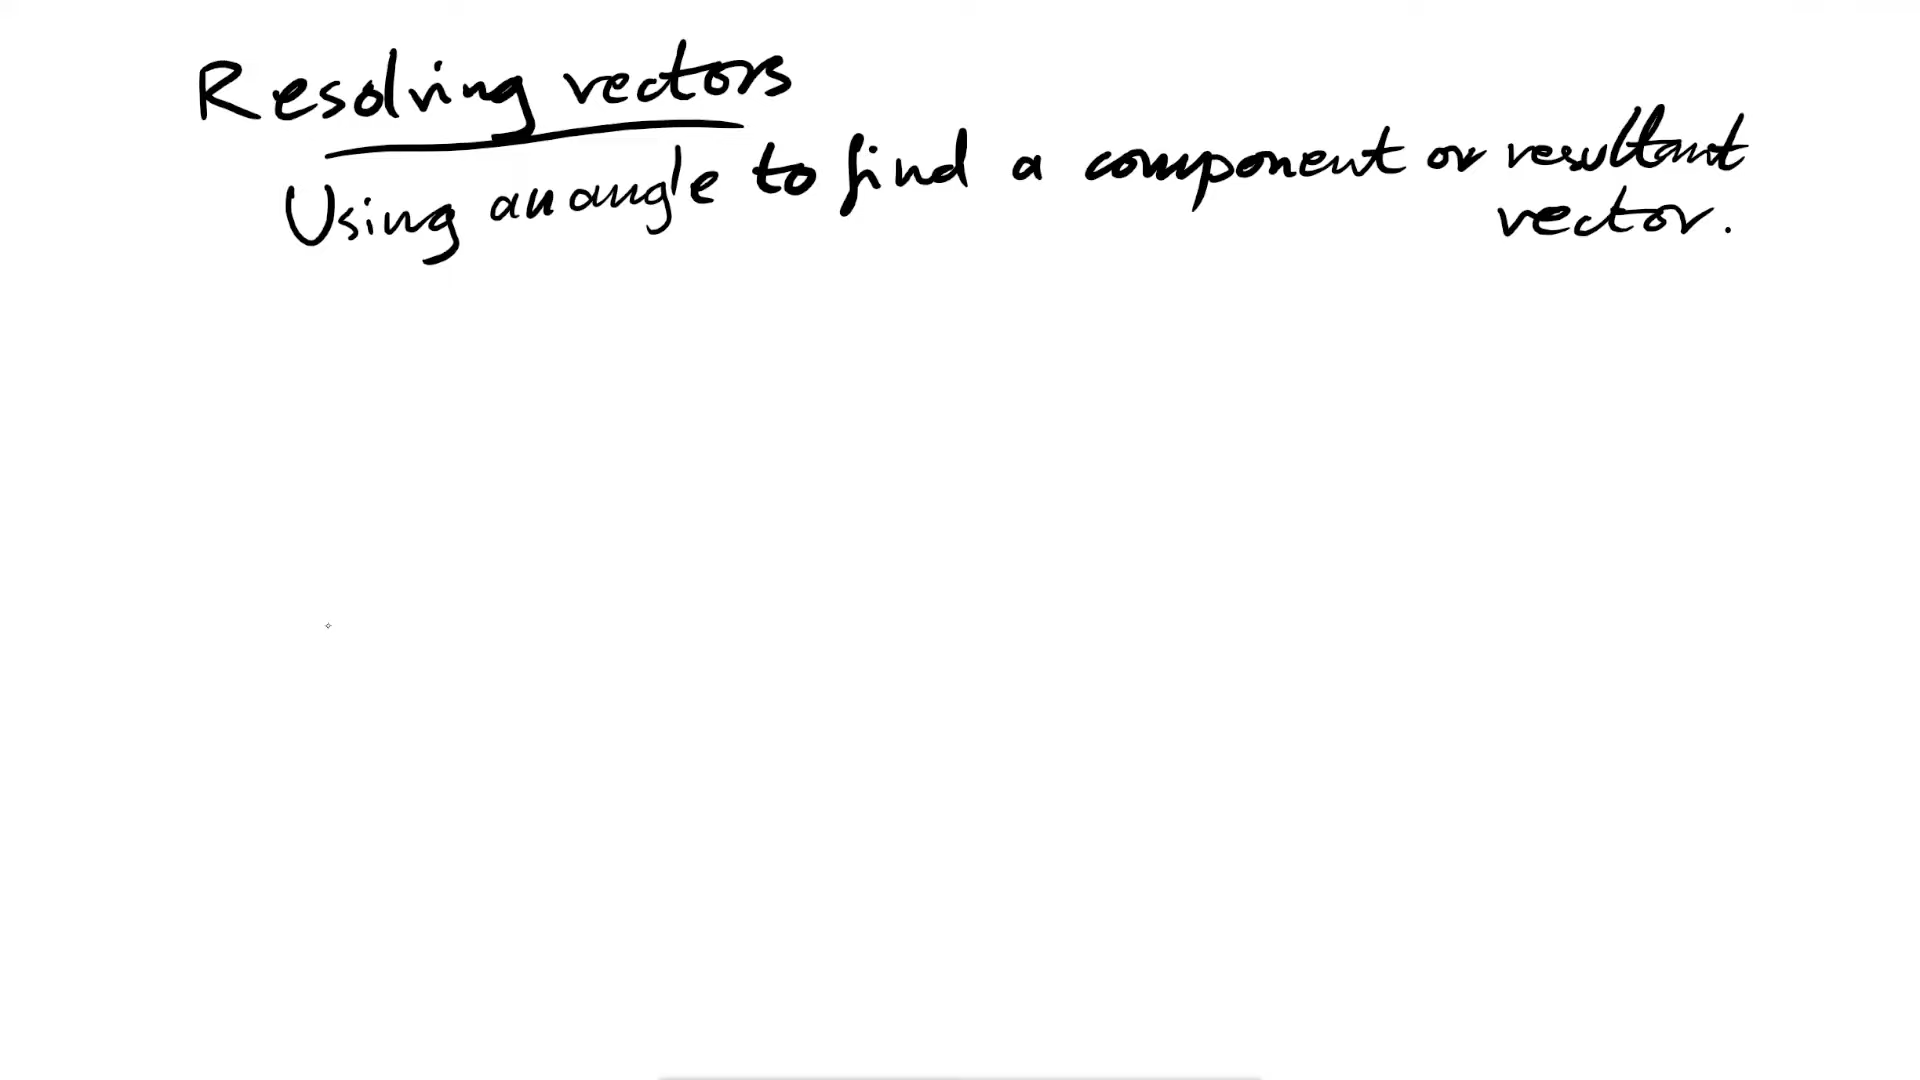 Resolving vectors
Using an angle to find a component or resultant
vector.